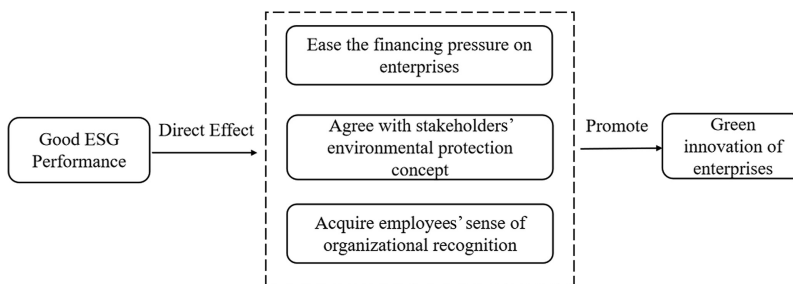 Ease the financing pressure on
enterprises
Good ESG
Performance
Direct Effect
Agree with stakeholders'
environmental protection
concept
Promote
Green
innovation of
enterprises
Acquire employees' sense of
organizational recognition